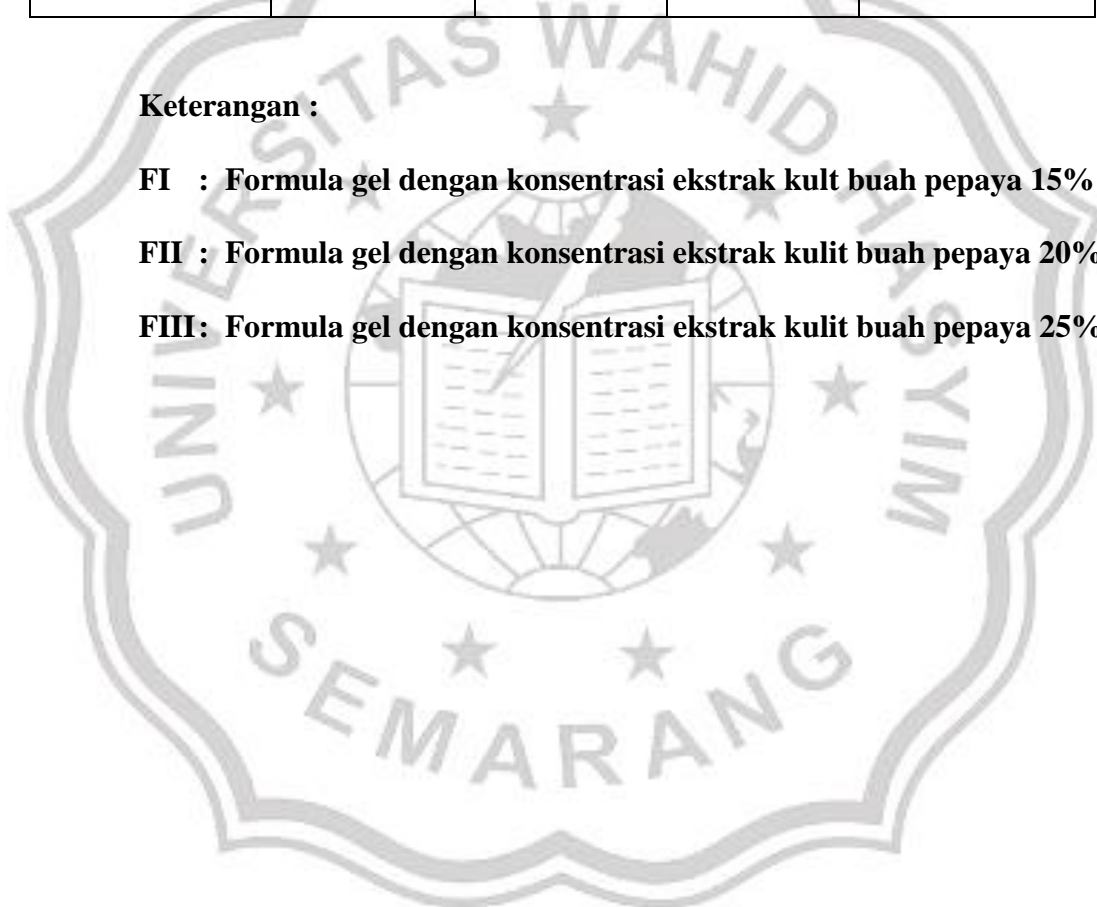 Keterangan :
FI : Formula gel dengan konsentrasi ekstrak kult buah pepaya 15%
FII : Formula gel dengan konsentrasi ekstrak kulit buah pepaya 20%
FIII : Formula gel dengan konsentrasi ekstrak kulit buah pepaya 25%
UNIVERSITAS WAHID HASYIM
SEMARANG